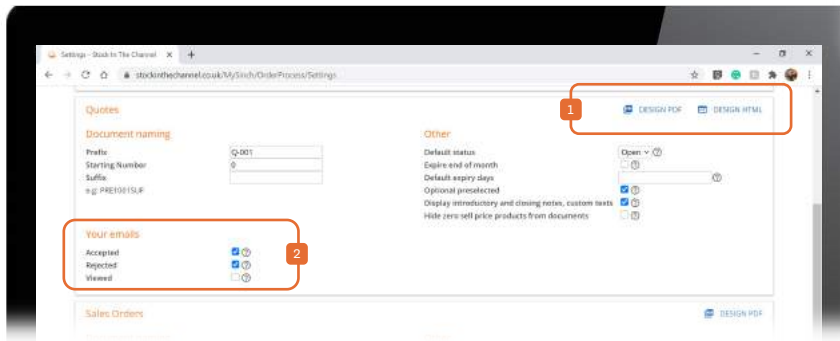 Settings - Stock In The Channel
stockinthechannel.co.uk/MySinch/OrderProcess/Settings
1
Quotes
DESIGN PDF
DESIGN HTML
Document naming
Other
Prefix
Q-001
Default status
Open
Starting Number
0
Expire end of month
Suffix
Default expiry days
e.g: PRE1001SUF
Optional preselected
Display introductory and closing notes, custom texts
Hide zero sell price products from documents
Your emails
Accepted
2
Rejected
Viewed
Sales Orders
DESIGN PDF